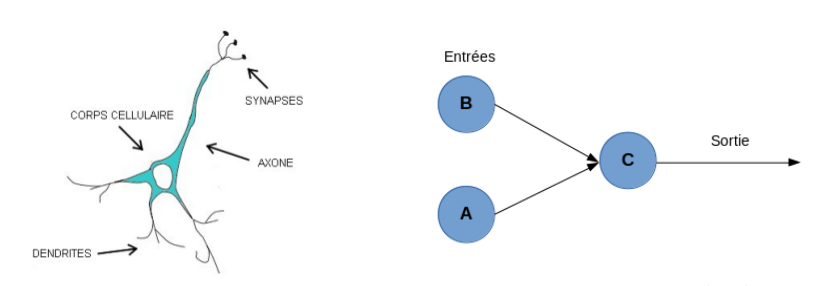 SYNAPSES
CORPS CELLULAIRE
AXONE
DENDRITES
Entrées
B
A
C
Sortie